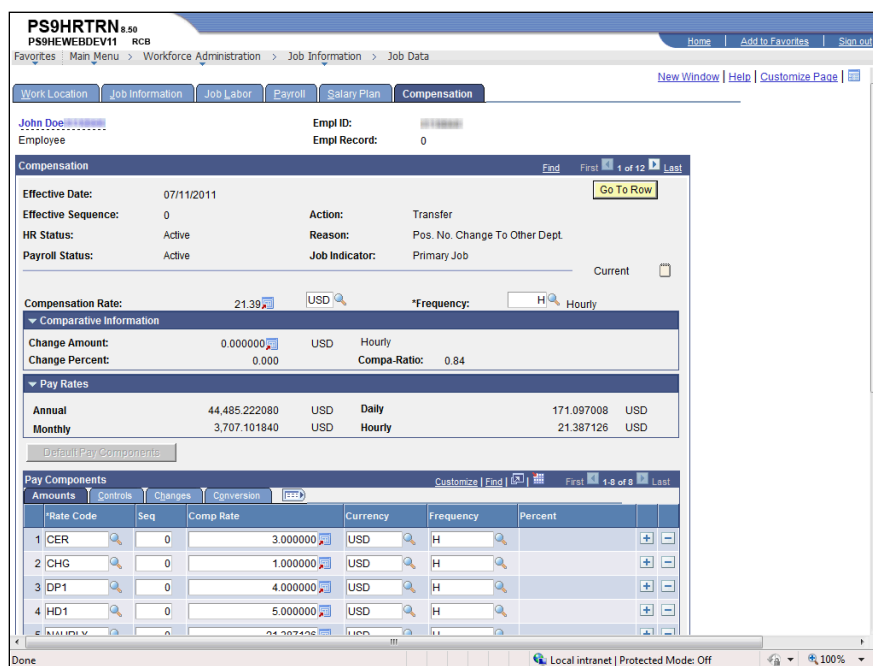 PS9HRTRN 8.50
PS9HEWEBDEV11 RCB
Home | Add to Favorites | Sign out
Favorites | Main Menu > Workforce Administration > Job Information > Job Data
New Window | Help | Customize Page |
Work Location Job Information Job Labor Payroll Salary Plan Compensation
John Doe Empl ID:
Employee Empl Record: 0
Compensation Find First 1 of 12 Last
Effective Date: 07/11/2011 Go To Row
Effective Sequence: 0 Action: Transfer
HR Status: Active Reason: Pos. No. Change To Other Dept.
Payroll Status: Active Job Indicator: Primary Job
Current
Compensation Rate: 21.39 USD *Frequency: H Hourly
Comparative Information
Change Amount: 0.000000 USD Hourly
Change Percent: 0.000 Compa-Ratio: 0.84
Pay Rates
Annual 44,485.222080 USD Daily 171.097008 USD
Monthly 3,707.101840 USD Hourly 21.387126 USD
Default Pay Components
Pay Components Customize | Find | | First 1-8 of 8 Last
Amounts Controls Changes Conversion
*Rate Code Seq Comp Rate Currency Frequency Percent
1 CER 0 3.000000 USD H
2 CHG 0 1.000000 USD H
3 DP1 0 4.000000 USD H
4 HD1 0 5.000000 USD H
5 NAHRLY 0 21.387126 USD H
Done Local intranet | Protected Mode: Off 100%